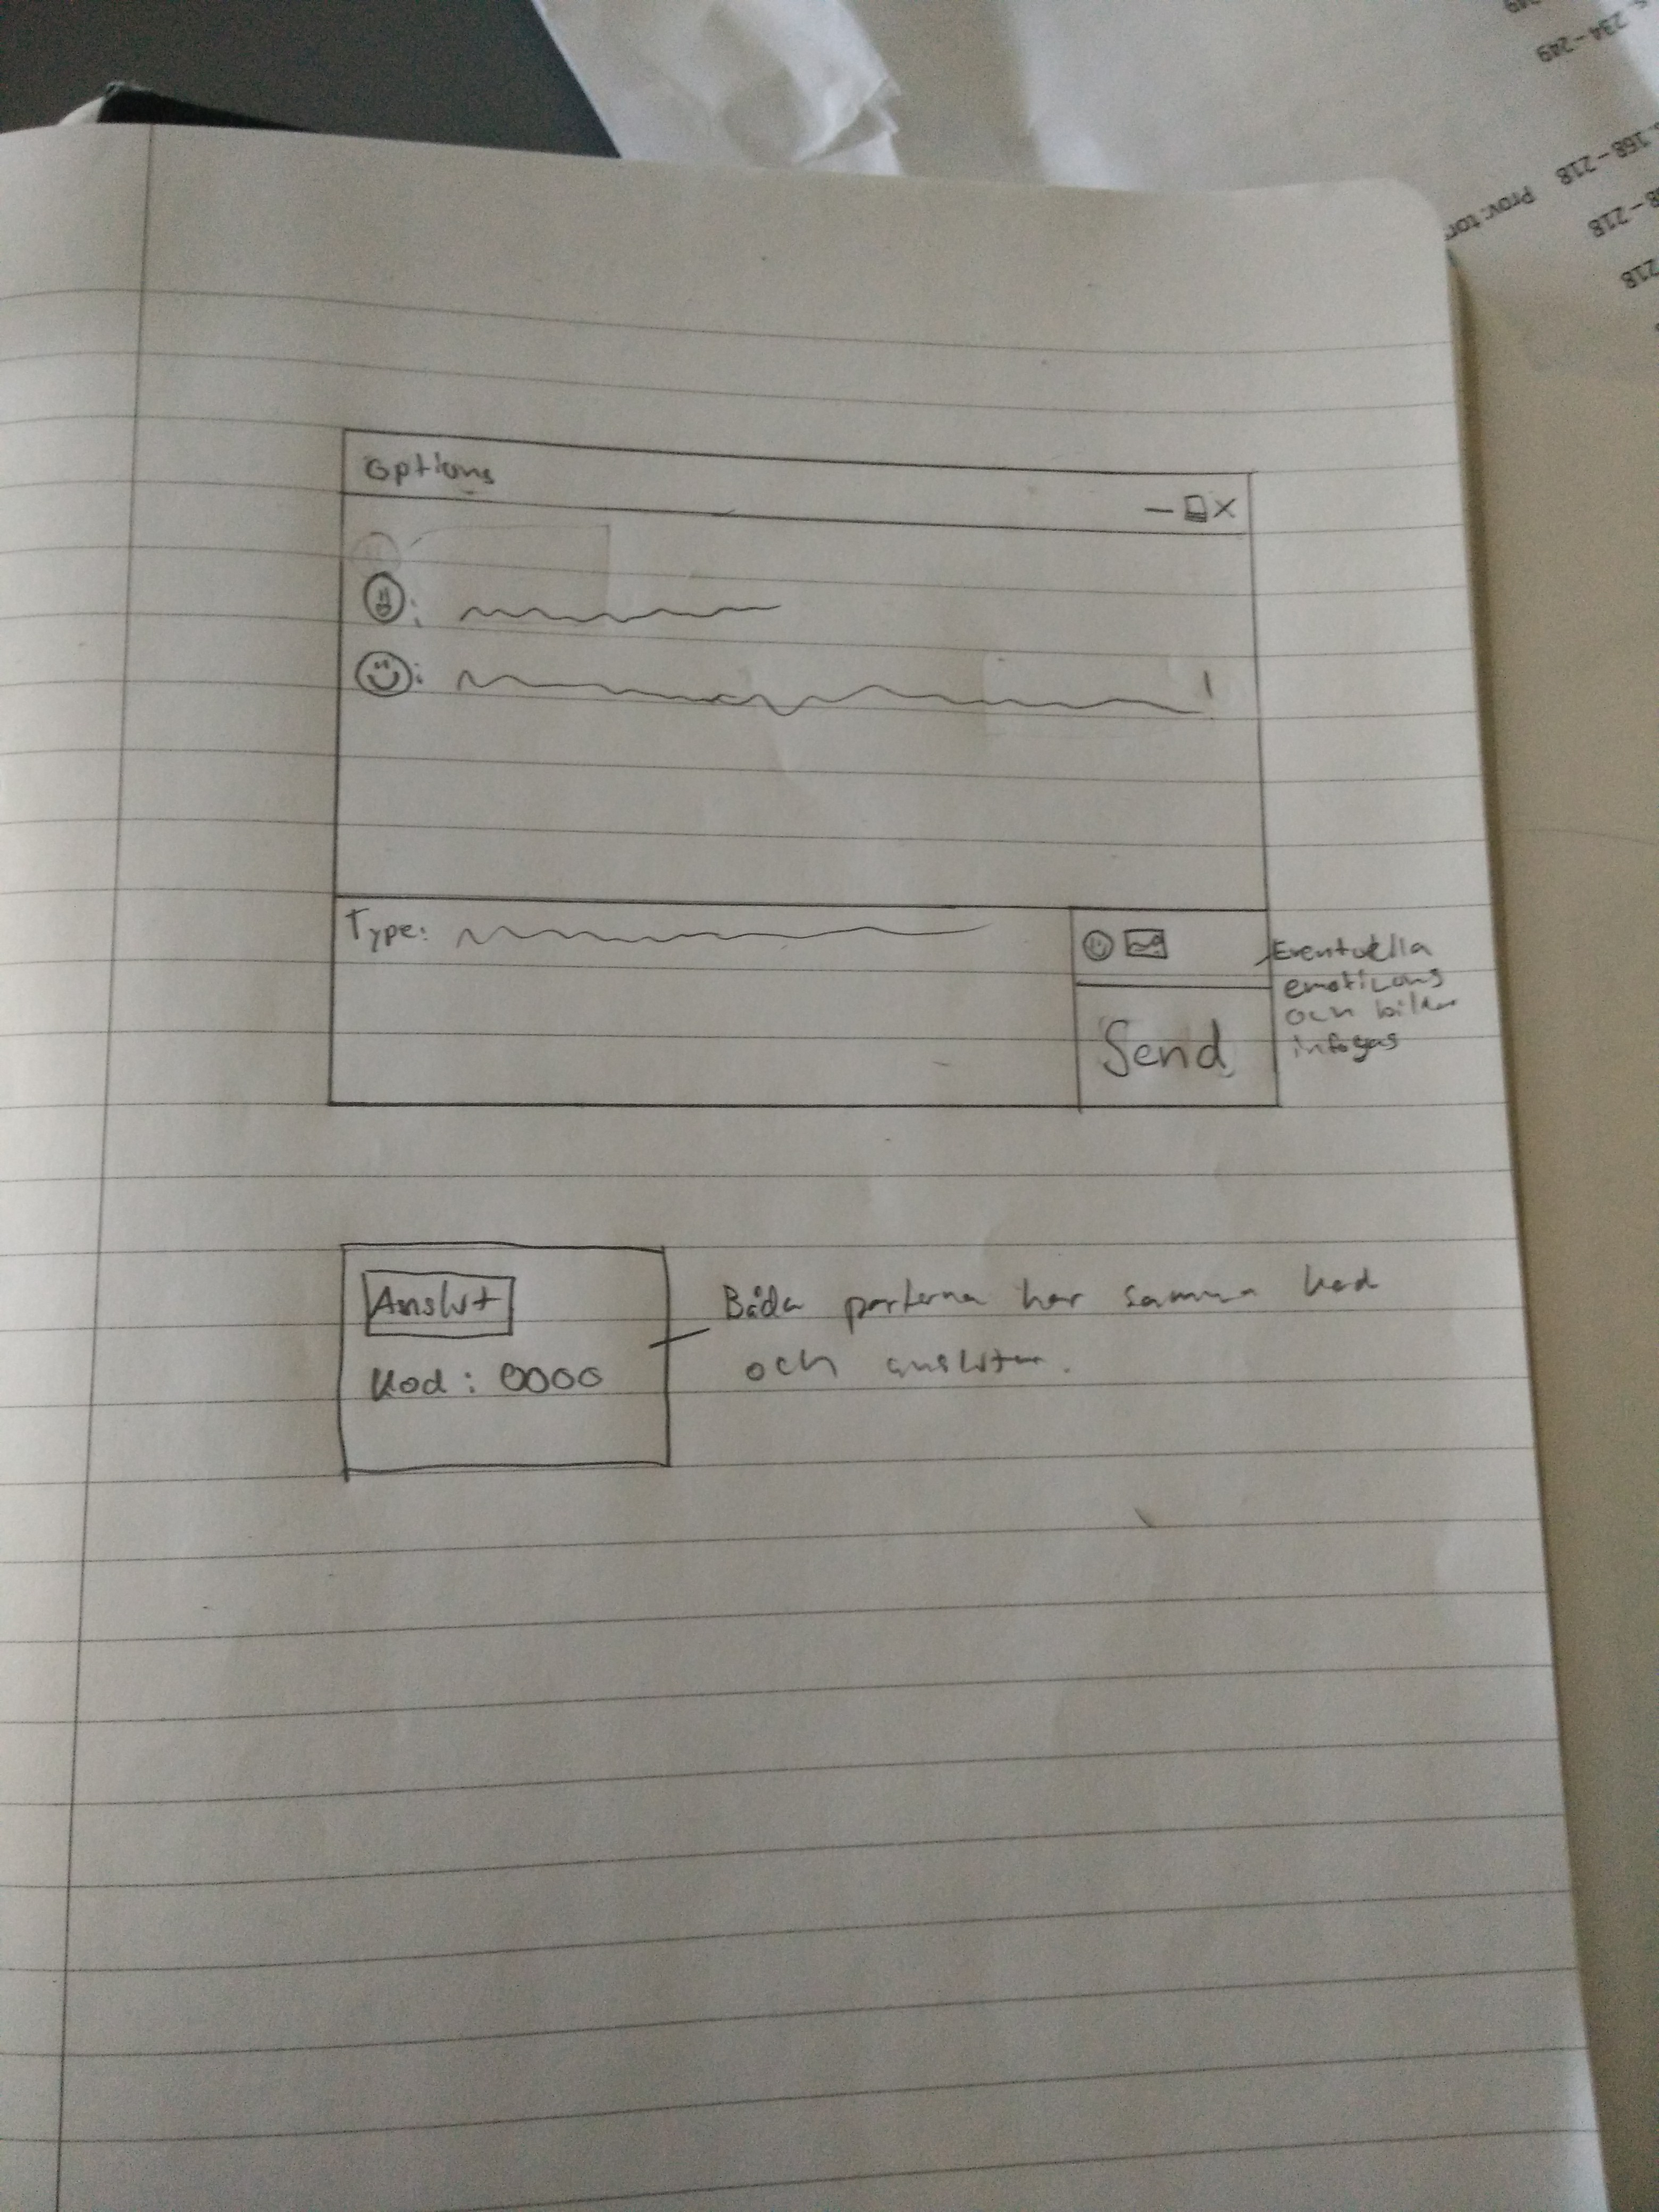 s. 234-249
s. 168-218
Prov: tor
8-218
218
Options
Type:
Send
Eventuella
emoticons
och bilder
infogas
Anslut
Kod: 0000
Båda parterna har samma kod
och ansluter.